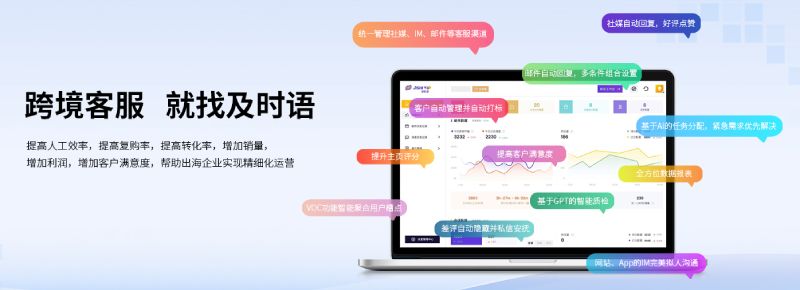 跨境客服 就找及时语
提高人工效率，提高复购率，提高转化率，增加销量，
增加利润，增加客户满意度，帮助出海企业实现精细化运营
统一管理社媒、IM、邮件等客服渠道
社媒自动回复，好评点赞
邮件自动回复，多条件组合设置
客户自动管理并自动打标
基于AI的任务分配，紧急需求优先解决
提升主页评分
提高客户满意度
全方位数据报表
基于GPT的智能质检
VOC功能智能聚合用户痛点
差评自动隐藏并私信安抚
网站、App的IM完美拟人沟通
3232
2230
186